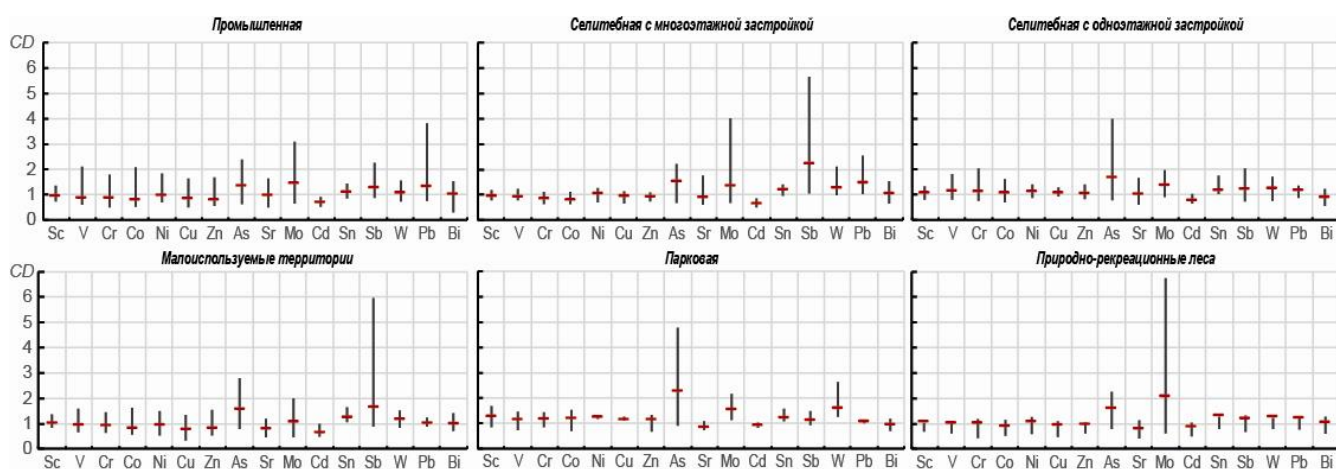 Промышленная
Селитебная с многоэтажной застройкой
Селитебная с одноэтажной застройкой
CD
6
5
4
3
2
1
0
Sc V Cr Co Ni Cu Zn As Sr Mo Cd Sn Sb W Pb Bi
Sc V Cr Co Ni Cu Zn As Sr Mo Cd Sn Sb W Pb Bi
Sc V Cr Co Ni Cu Zn As Sr Mo Cd Sn Sb W Pb Bi
Малоиспользуемые территории
Парковая
Природно-рекреационные леса
CD
6
5
4
3
2
1
0
Sc V Cr Co Ni Cu Zn As Sr Mo Cd Sn Sb W Pb Bi
Sc V Cr Co Ni Cu Zn As Sr Mo Cd Sn Sb W Pb Bi
Sc V Cr Co Ni Cu Zn As Sr Mo Cd Sn Sb W Pb Bi